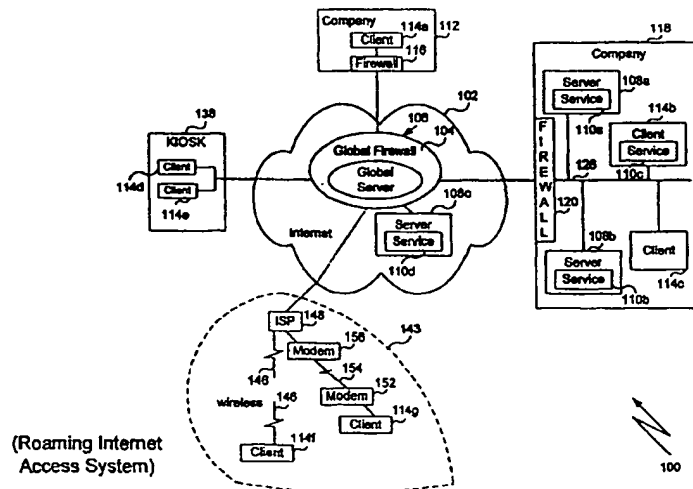 Company
114a
Client
116
Firewall
112
118
Company
108a
Server
Service
110a
114b
Client
Service
110c
126
120
FIREWALL
108b
Server
Service
110b
Client
114c
138
KIOSK
Client
114d
Client
114e
102
106
104
Global Firewall
Global
Server
Internet
108c
Server
Service
110d
ISP
148
143
Modem
156
146
154
wireless
146
Modem
152
Client
114g
Client
114f
(Roaming Internet
Access System)
100